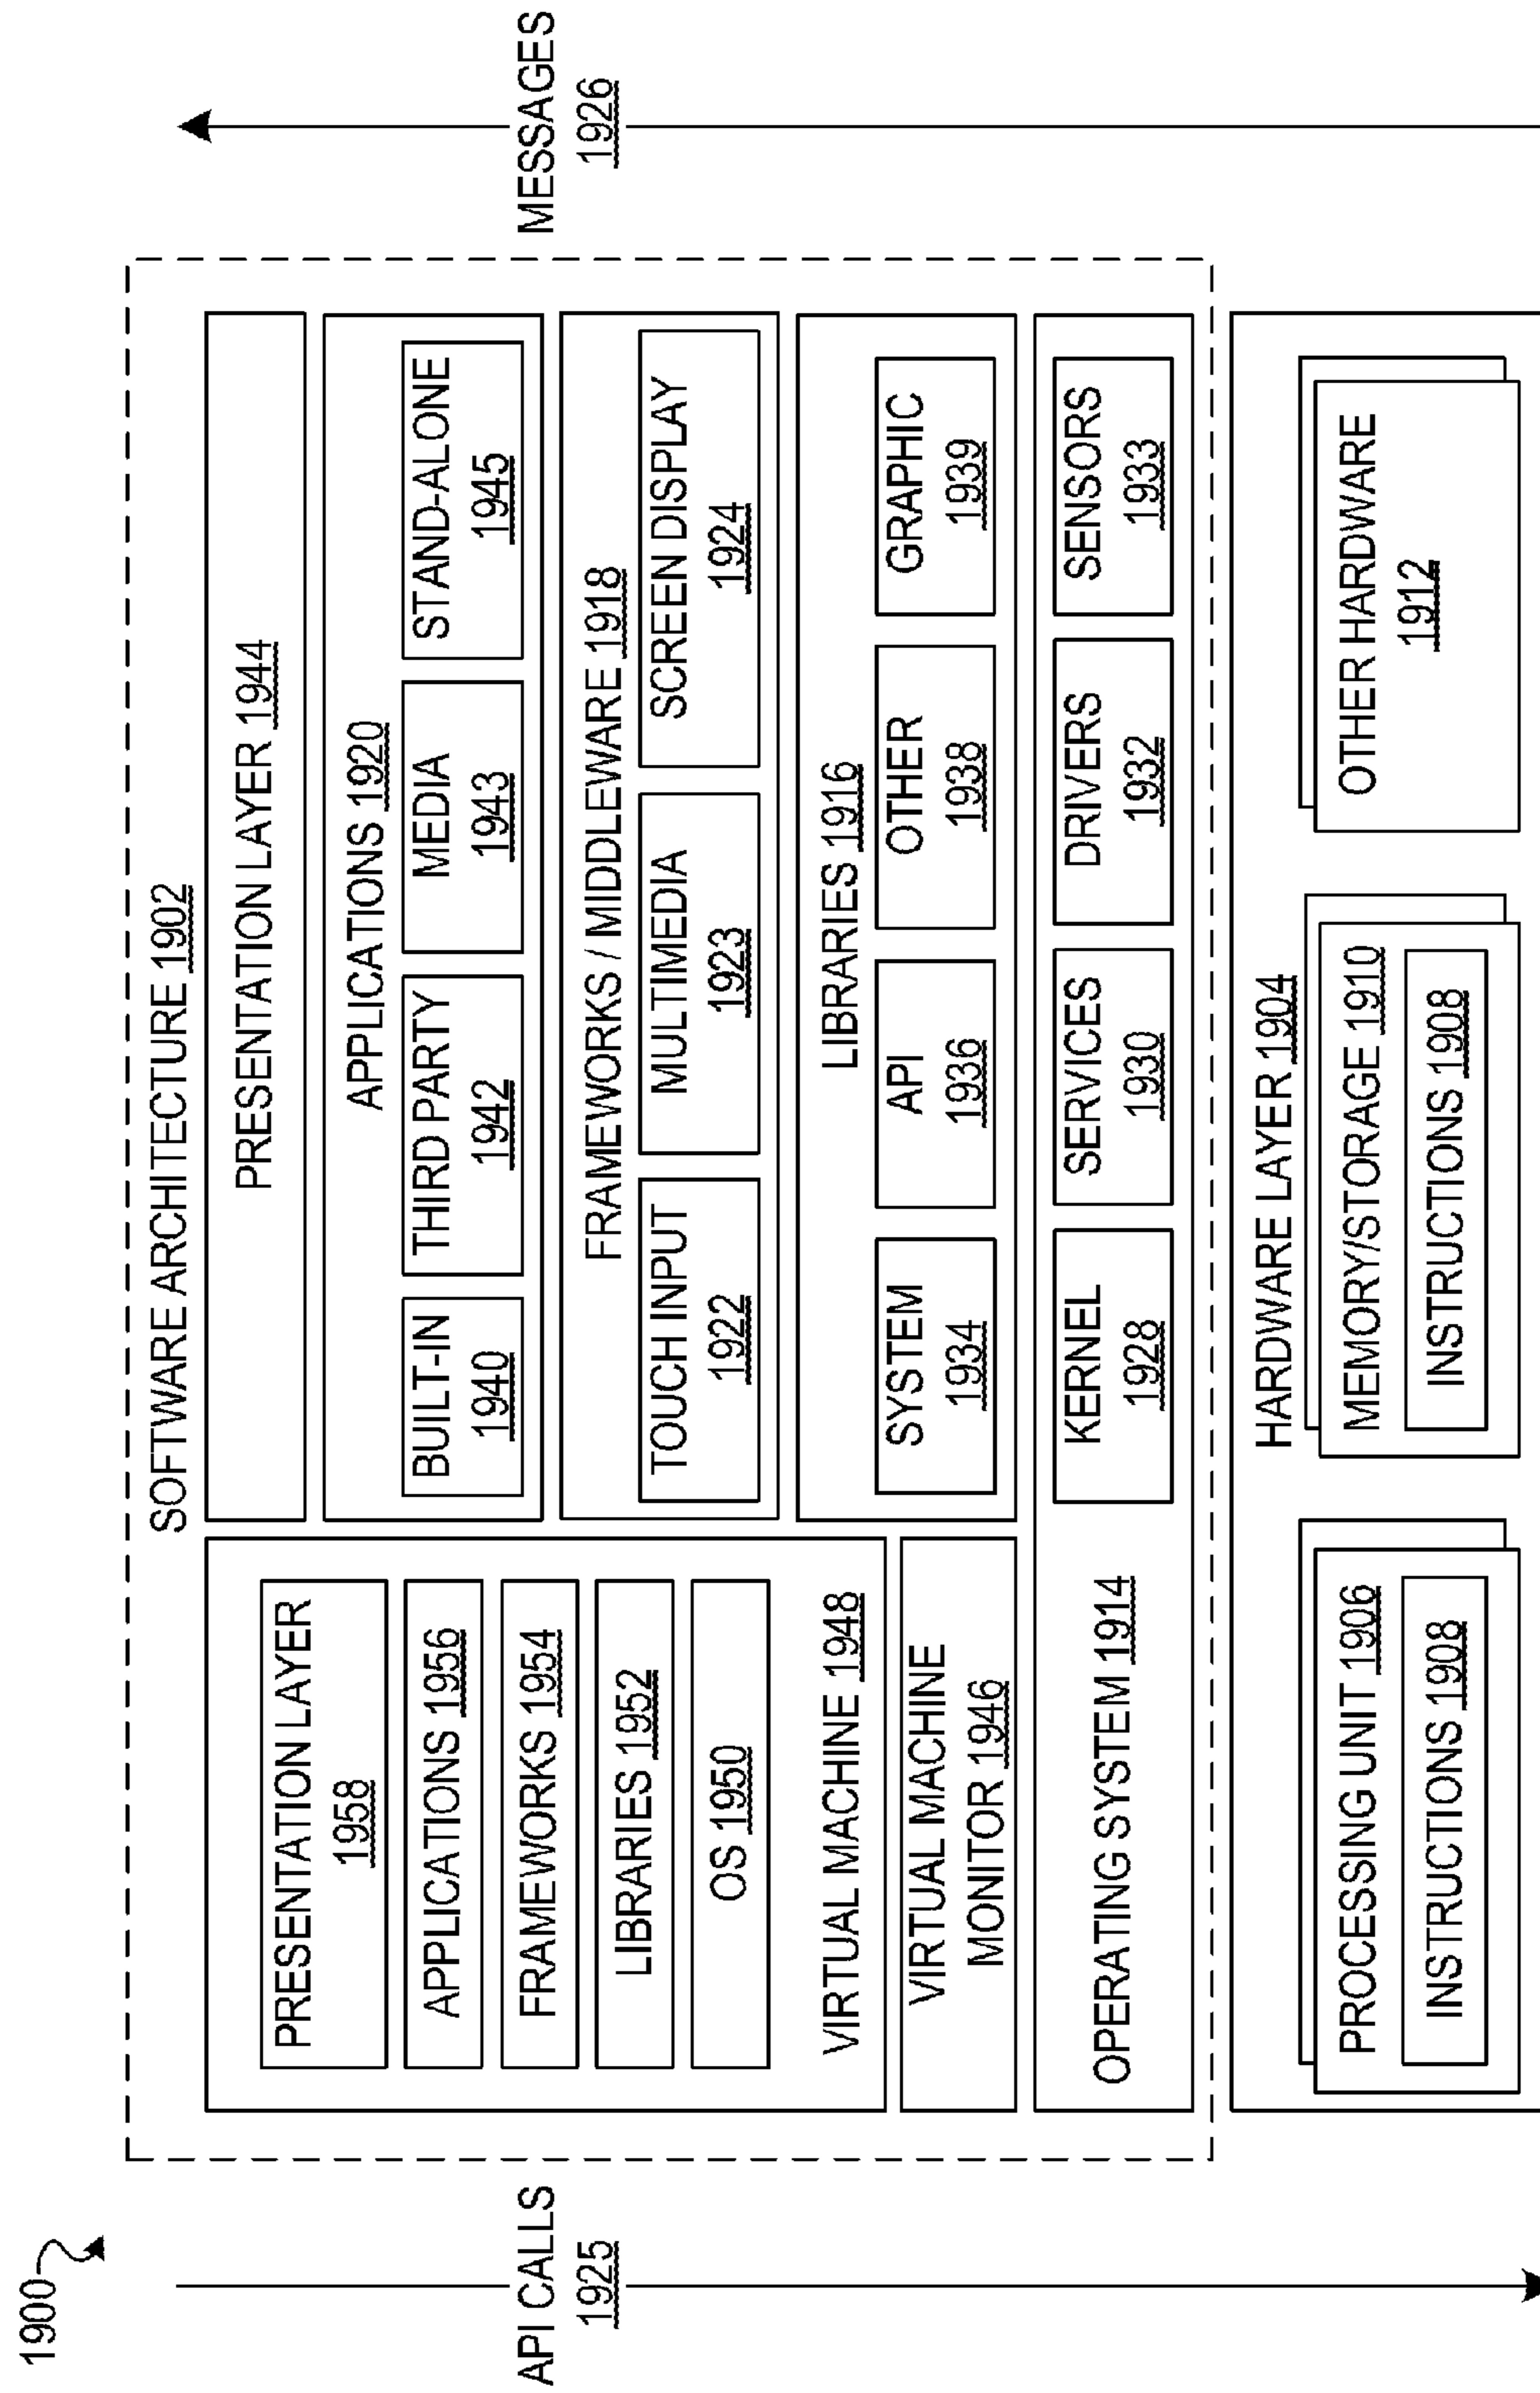 1900
SOFTWARE ARCHITECTURE 1902
PRESENTATION LAYER
1958
APPLICATIONS 1956
FRAMEWORKS 1954
LIBRARIES 1952
OS 1950
VIRTUAL MACHINE 1948
VIRTUAL MACHINE
MONITOR 1946
PRESENTATION LAYER 1944
APPLICATIONS 1920
BUILT-IN
1940
THIRD PARTY
1942
MEDIA
1943
STAND-ALONE
1945
FRAMEWORKS / MIDDLEWARE 1918
TOUCH INPUT
1922
MULTIMEDIA
1923
SCREEN DISPLAY
1924
LIBRARIES 1916
SYSTEM
1934
API
1936
OTHER
1938
GRAPHIC
1939
OPERATING SYSTEM 1914
KERNEL
1928
SERVICES
1930
DRIVERS
1932
SENSORS
1933
HARDWARE LAYER 1904
PROCESSING UNIT 1906
INSTRUCTIONS 1908
MEMORY/STORAGE 1910
INSTRUCTIONS 1908
OTHER HARDWARE
1912
API CALLS
1925
MESSAGES
1926